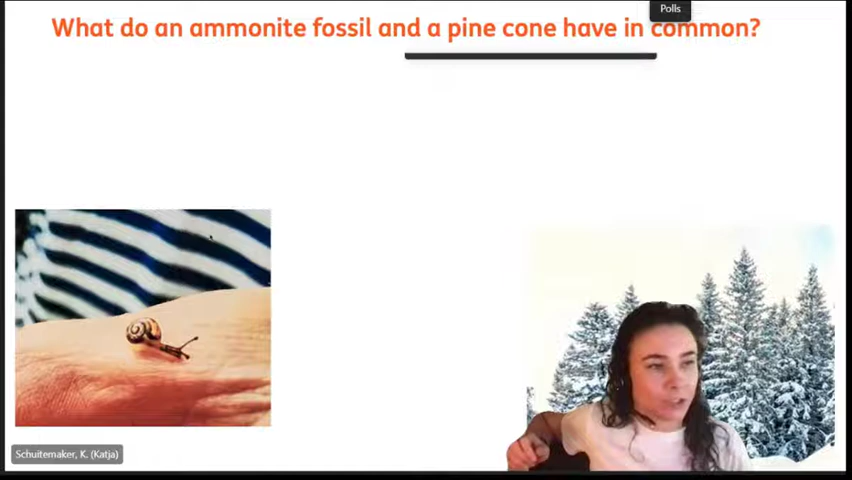 Polls
What do an ammonite fossil and a pine cone have in common?
Schuitemaker, K. (Katja)